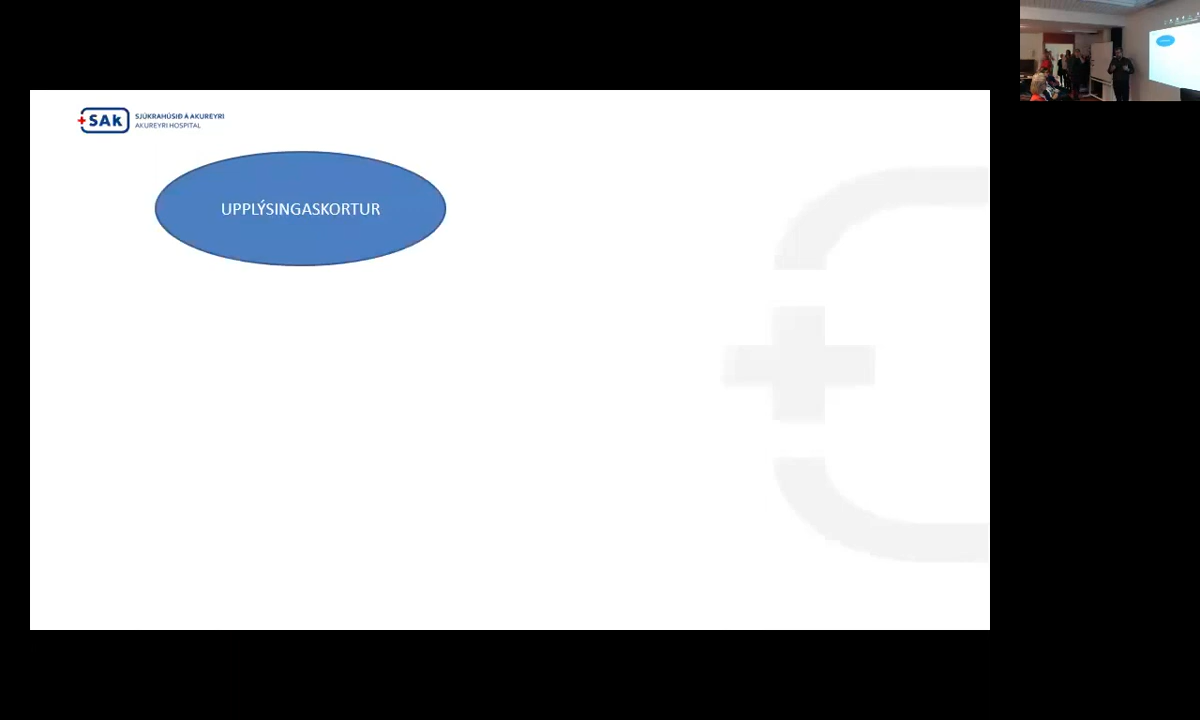 SAk
SJÚKRAHÚSIÐ Á AKUREYRI
AKUREYRI HOSPITAL
UPPLÝSINGASKORTUR